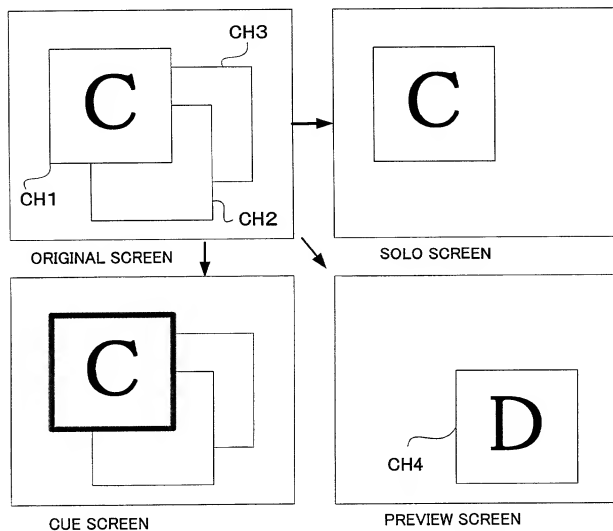 CH3
C
CH1
CH2
ORIGINAL SCREEN
C
SOLO SCREEN
C
CUE SCREEN
D
CH4
PREVIEW SCREEN